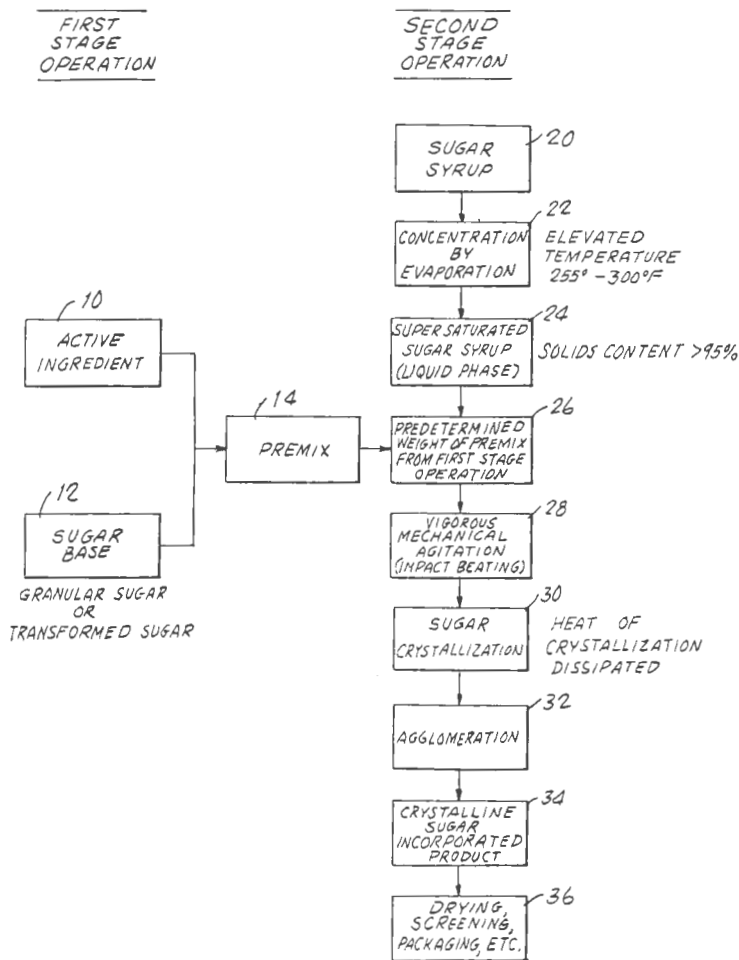 FIRST
STAGE
OPERATION
SECOND
STAGE
OPERATION
20
SUGAR
SYRUP
22
CONCENTRATION
BY
EVAPORATION
ELEVATED
TEMPERATURE
255° - 300°F
24
SUPERSATURATED
SUGAR SYRUP
(LIQUID PHASE)
SOLIDS CONTENT >95%
10
ACTIVE
INGREDIENT
14
PREMIX
12
SUGAR
BASE
GRANULAR SUGAR
OR
TRANSFORMED SUGAR
26
PREDETERMINED
WEIGHT OF PREMIX
FROM FIRST STAGE
OPERATION
28
VIGOROUS
MECHANICAL
AGITATION
(IMPACT BEATING)
30
SUGAR
CRYSTALLIZATION
HEAT OF
CRYSTALLIZATION
DISSIPATED
32
AGGLOMERATION
34
CRYSTALLINE
SUGAR
INCORPORATED
PRODUCT
36
DRYING,
SCREENING,
PACKAGING, ETC.